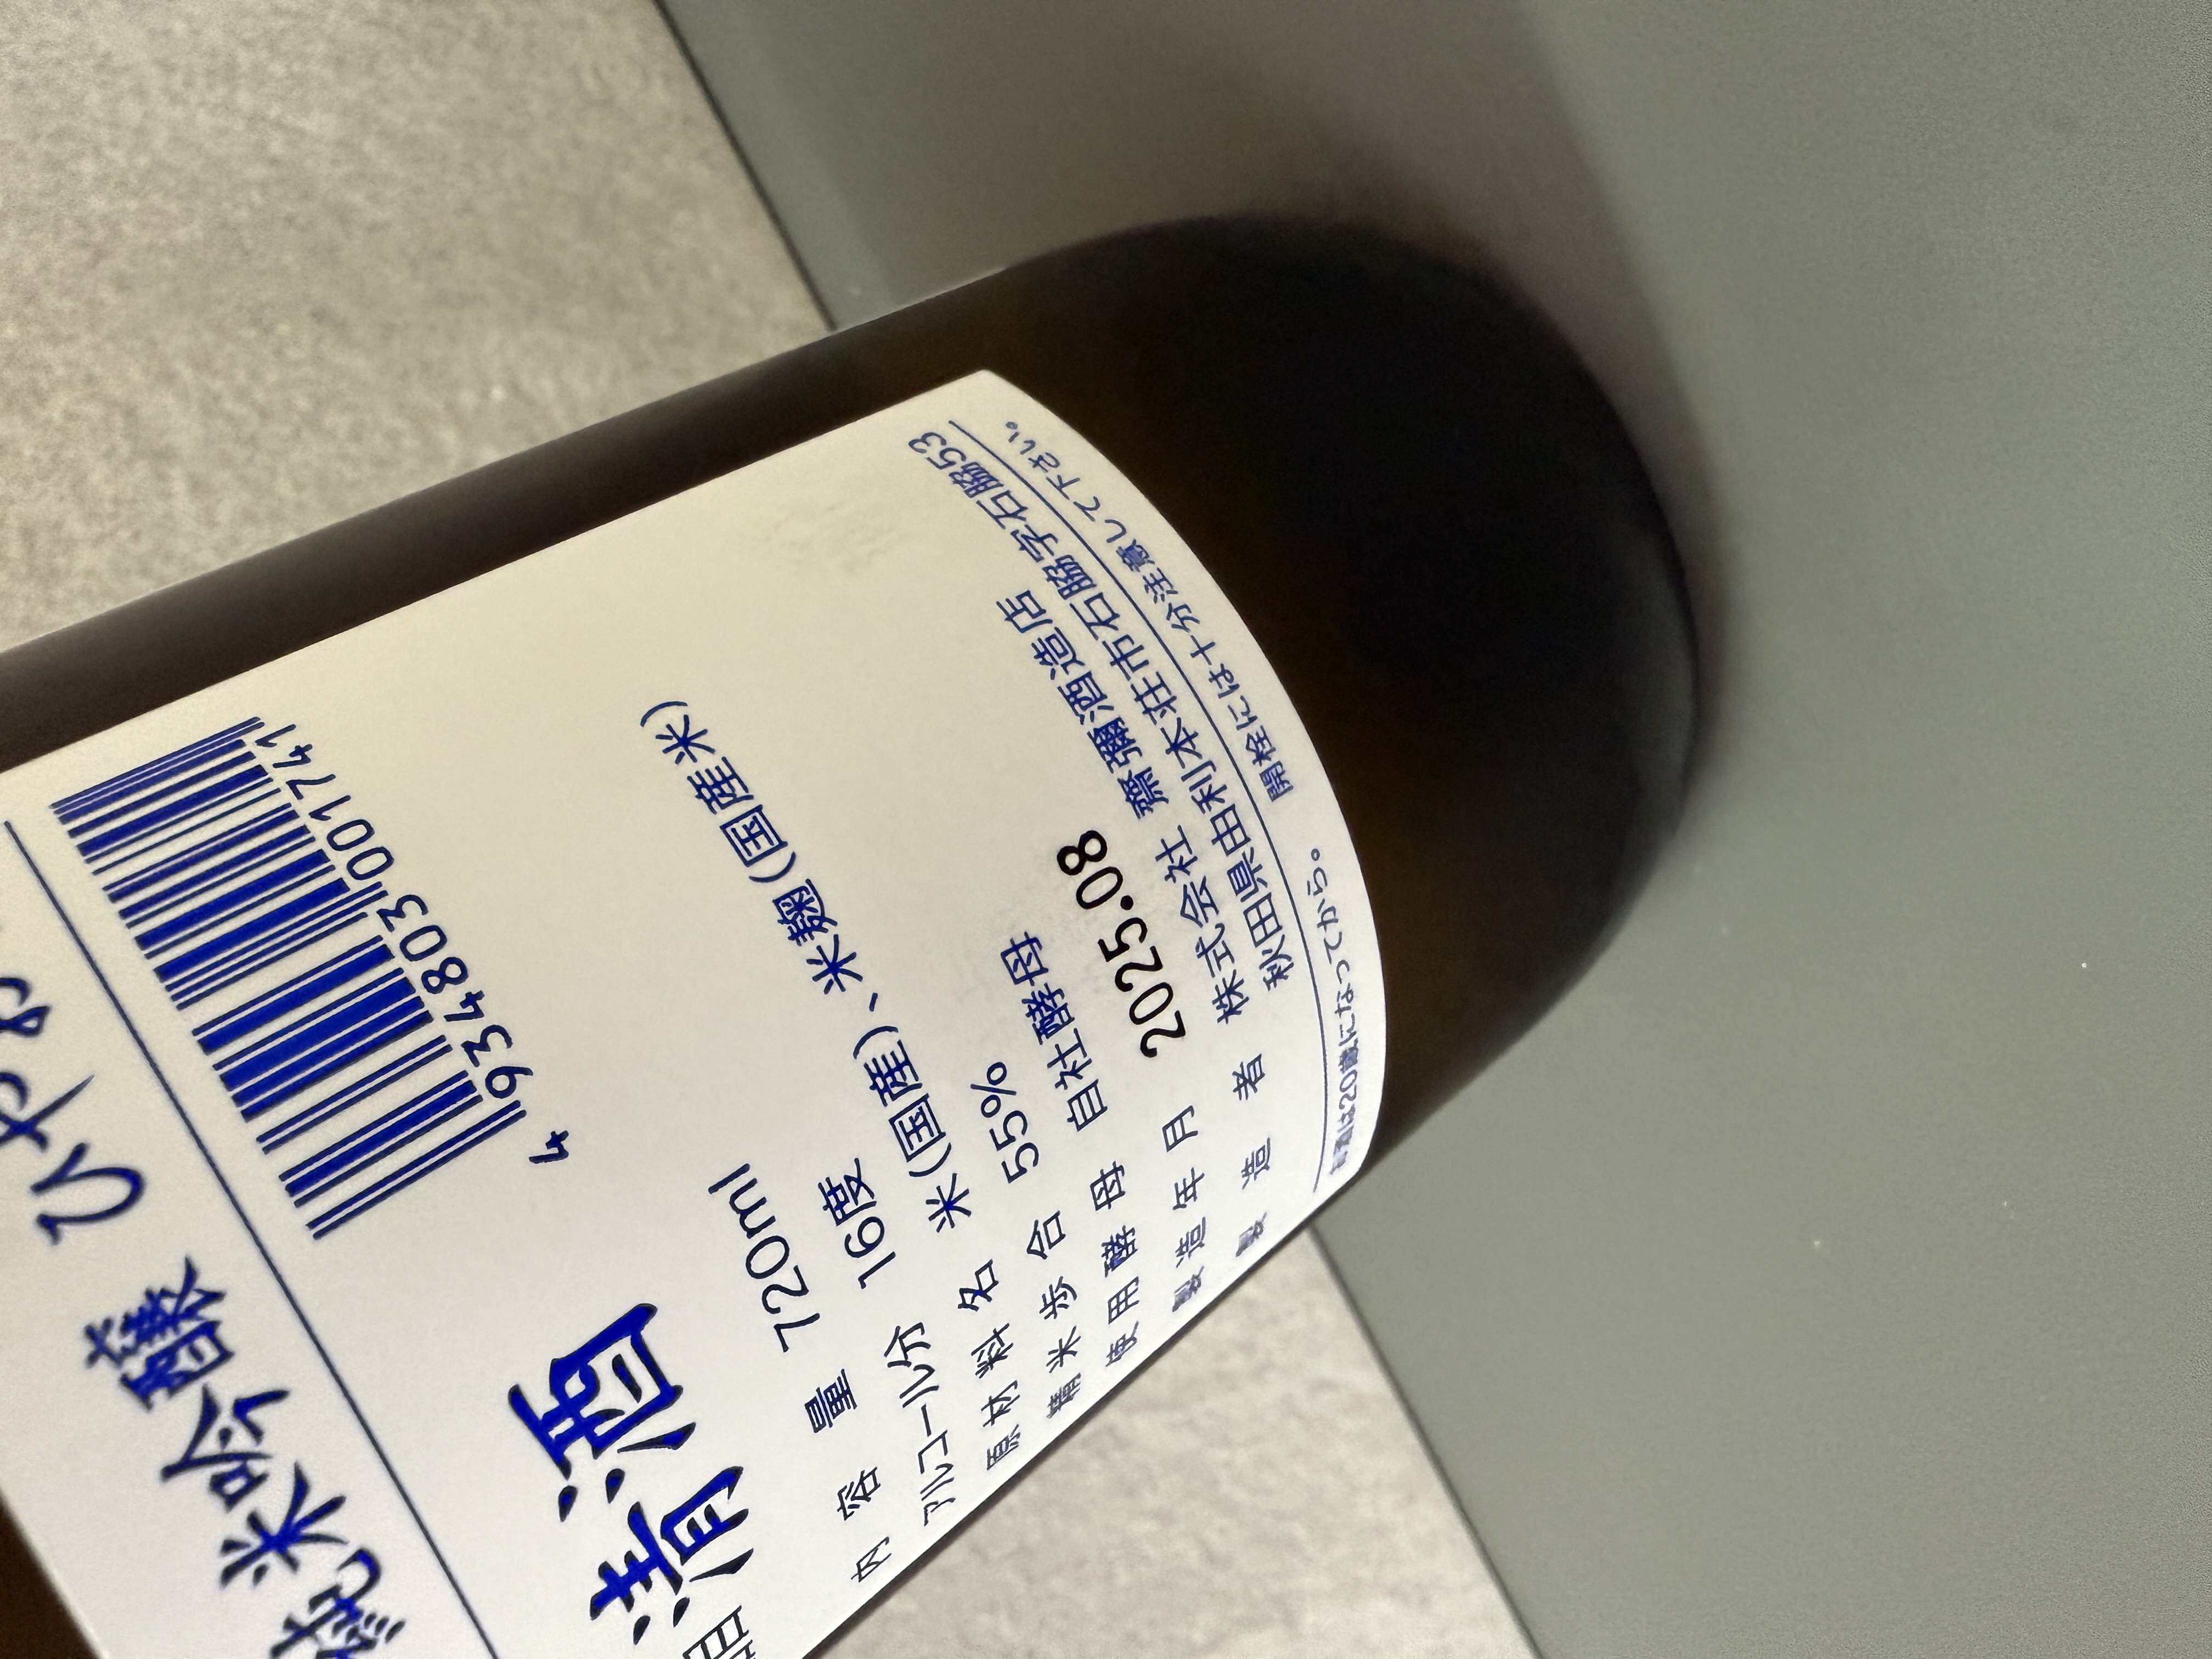 純米吟醸 ひやお
4 934803 001741
清酒
内容量 720ml
アルコール分 16度
原材料名 米(国産)、米麹(国産米)
精米歩合 55%
使用酵母 自社酵母
製造年月 2025.08
製造者 株式会社 齋彌酒造店
秋田県由利本荘市石脇字石脇53
お酒は20歳になってから。 開栓には十分注意して下さい。